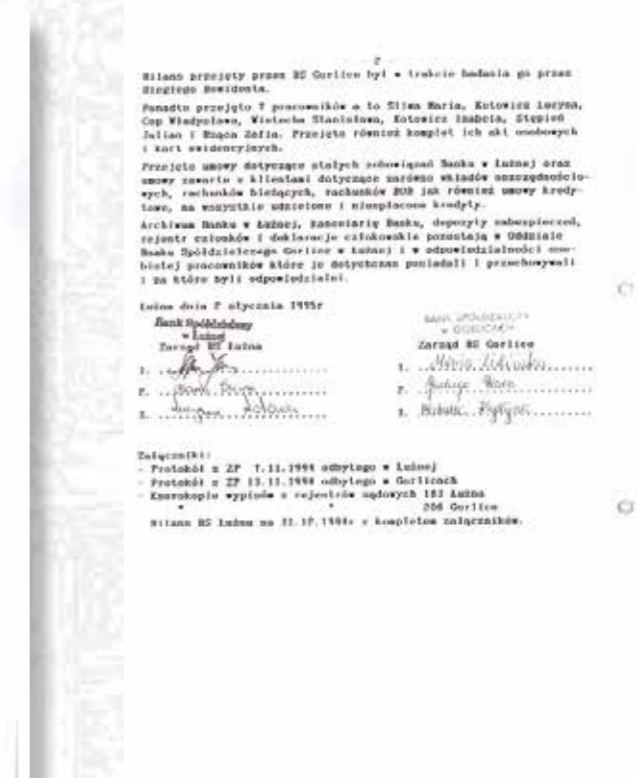 2
Bilans przejęty przez BS Gorlice był w trakcie badania go przez
Biegłego Rewidenta.
Ponadto przejęto 7 pracowników a to Śliwa Maria, Kotowicz Lucyna,
Cop Władysława, Wietecha Stanisława, Kotowicz Izabela, Stępień
Julian i Zofia. Przejęto również komplet ich akt osobowych
i kart ewidencyjnych.
Przejęto umowy dotyczące stałych zobowiązań Banku w Łużnej oraz
umowy zawarte z klientami dotyczące zarówno wkładów oszczędnościo-
wych, rachunków bieżących, rachunków ROR jak również umowy kredy-
towe, na wszystkie udzielone i niespłacone kredyty.
Archiwum Banku w Łużnej, kancelarię Banku, depozyty zabezpieczeń,
rejestr członków i deklaracje członkowskie pozostają w Oddziale
Banku Spółdzielczego Gorlice w Łużnej i w odpowiedzialności oso-
bistej pracowników które je dotychczas posiadali i przechowywali
i za które byli odpowiedzialni.
Łużna dnia 2 stycznia 1995r
Bank Spółdzielczy
w Łużnej
Zarząd BS Łużna
1.
2.
3.
BANK SPÓŁDZIELCZY
w GORLICACH
Zarząd BS Gorlice
1. Maria
2.
3.
Załączniki:
- Protokół z ZP 7.11.1994 odbytego w Łużnej
- Protokół z ZP 13.11.1994 odbytego w Gorlicach
- Kserokopie wypisów z rejestrów sądowych 183 Łużna
" " 206 Gorlice
Bilans BS Łużna na 31.12.1994r z kompletem załączników.